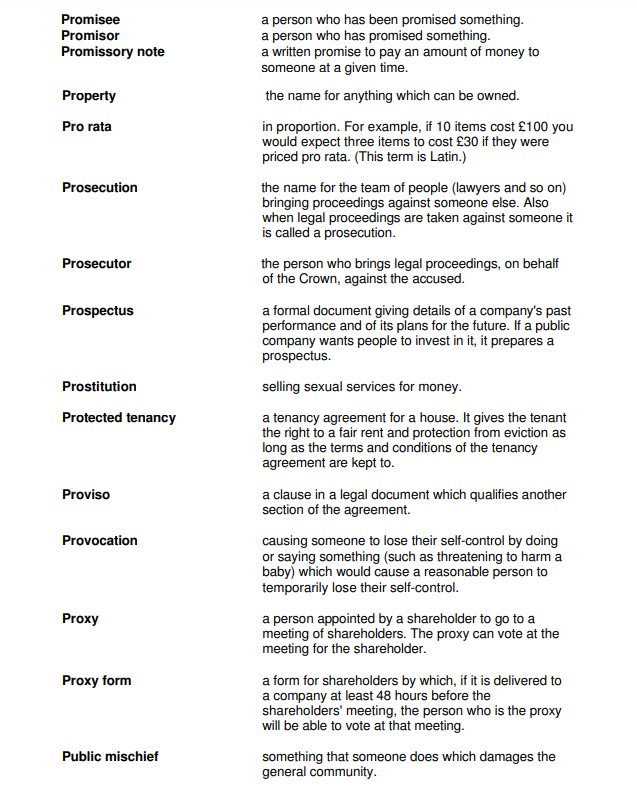 Promisee a person who has been promised something.
Promisor a person who has promised something.
Promissory note a written promise to pay an amount of money to
someone at a given time.
Property the name for anything which can be owned.
Pro rata in proportion. For example, if 10 items cost £100 you
would expect three items to cost £30 if they were
priced pro rata. (This term is Latin.)
Prosecution the name for the team of people (lawyers and so on)
bringing proceedings against someone else. Also
when legal proceedings are taken against someone it
is called a prosecution.
Prosecutor the person who brings legal proceedings, on behalf
of the Crown, against the accused.
Prospectus a formal document giving details of a company's past
performance and of its plans for the future. If a public
company wants people to invest in it, it prepares a
prospectus.
Prostitution selling sexual services for money.
Protected tenancy a tenancy agreement for a house. It gives the tenant
the right to a fair rent and protection from eviction as
long as the terms and conditions of the tenancy
agreement are kept to.
Proviso a clause in a legal document which qualifies another
section of the agreement.
Provocation causing someone to lose their self-control by doing
or saying something (such as threatening to harm a
baby) which would cause a reasonable person to
temporarily lose their self-control.
Proxy a person appointed by a shareholder to go to a
meeting of shareholders. The proxy can vote at the
meeting for the shareholder.
Proxy form a form for shareholders by which, if it is delivered to
a company at least 48 hours before the
shareholders' meeting, the person who is the proxy
will be able to vote at that meeting.
Public mischief something that someone does which damages the
general community.